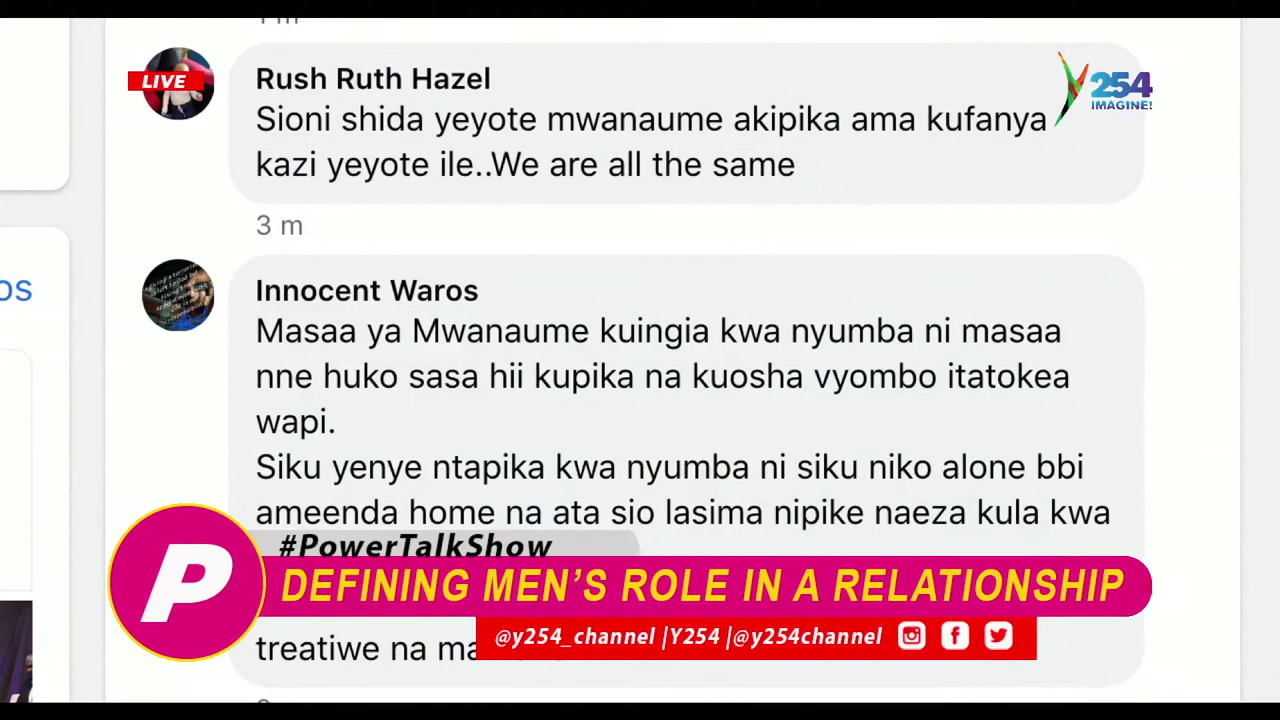 LIVE
Y254
IMAGINE!
Rush Ruth Hazel
Sioni shida yeyote mwanaume akipika ama kufanya
kazi yeyote ile..We are all the same
3 m
os
Innocent Waros
Masaa ya Mwanaume kuingia kwa nyumba ni masaa
nne huko sasa hii kupika na kuosha vyombo itatokea
wapi.
Siku yenye ntapika kwa nyumba ni siku niko alone bbi
ameenda home na ata sio lasima nipike naeza kula kwa
#PowerTalkShow
P
DEFINING MEN'S ROLE IN A RELATIONSHIP
@y254_channel |Y254 |@y254channel
treatiwe na